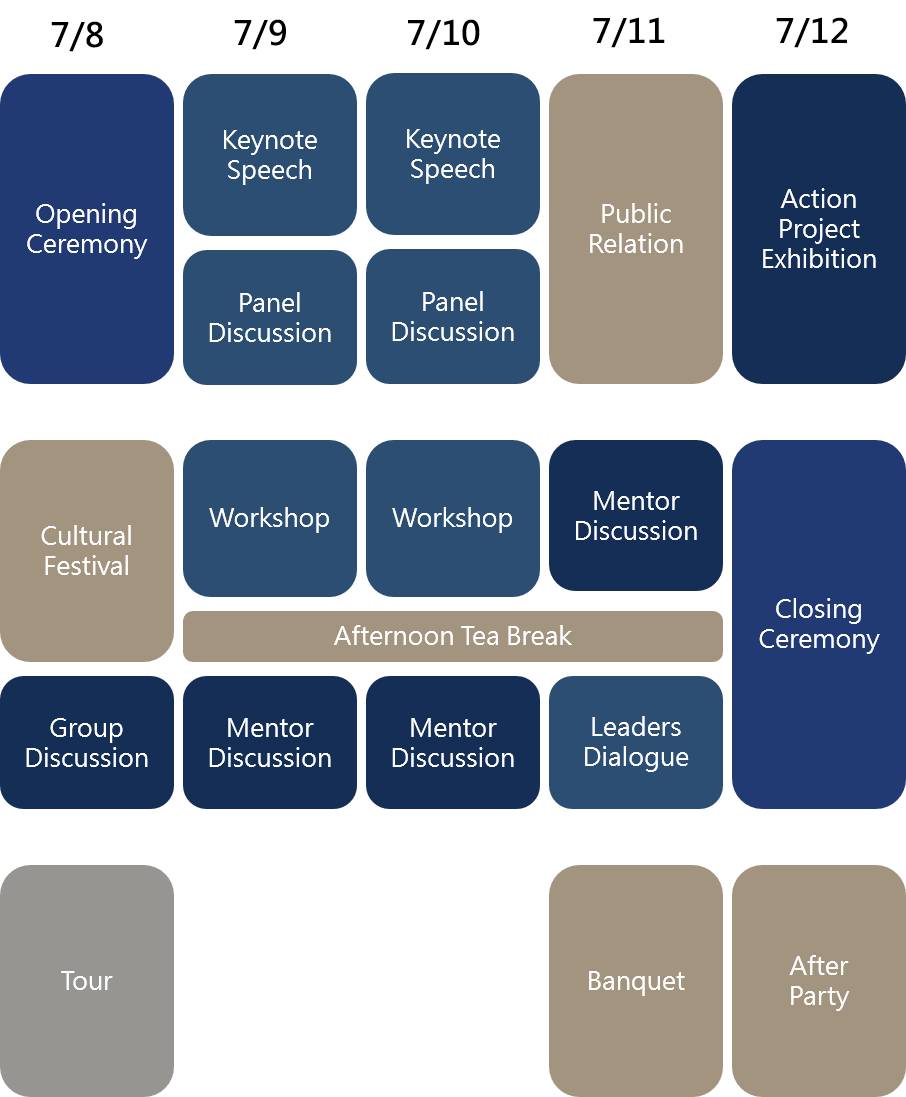 7/8
7/9
7/10
7/11
7/12
Opening
Ceremony
Keynote
Speech
Keynote
Speech
Public
Relation
Action
Project
Exhibition
Panel
Discussion
Panel
Discussion
Cultural
Festival
Workshop
Workshop
Mentor
Discussion
Closing
Ceremony
Afternoon Tea Break
Group
Discussion
Mentor
Discussion
Mentor
Discussion
Leaders
Dialogue
Tour
Banquet
After
Party